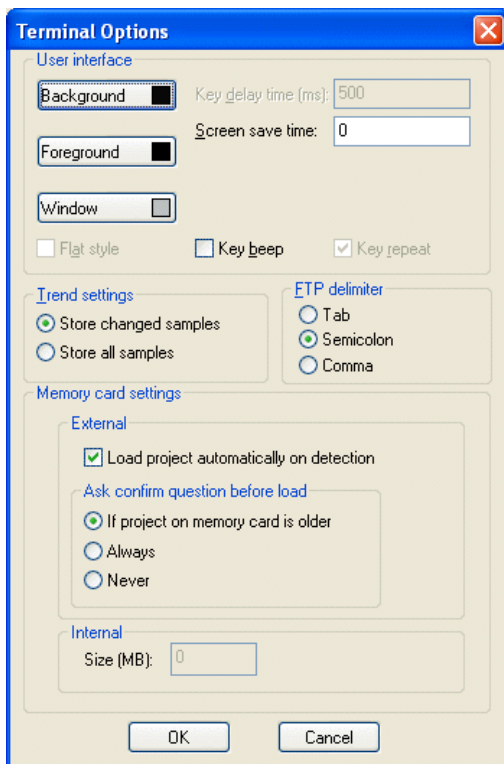 Terminal Options
User interface
Background
Key delay time (ms): 500
Screen save time: 0
Foreground
Window
Flat style
Key beep
Key repeat
Trend settings
Store changed samples
Store all samples
FTP delimiter
Tab
Semicolon
Comma
Memory card settings
External
Load project automatically on detection
Ask confirm question before load
If project on memory card is older
Always
Never
Internal
Size (MB): 0
OK
Cancel